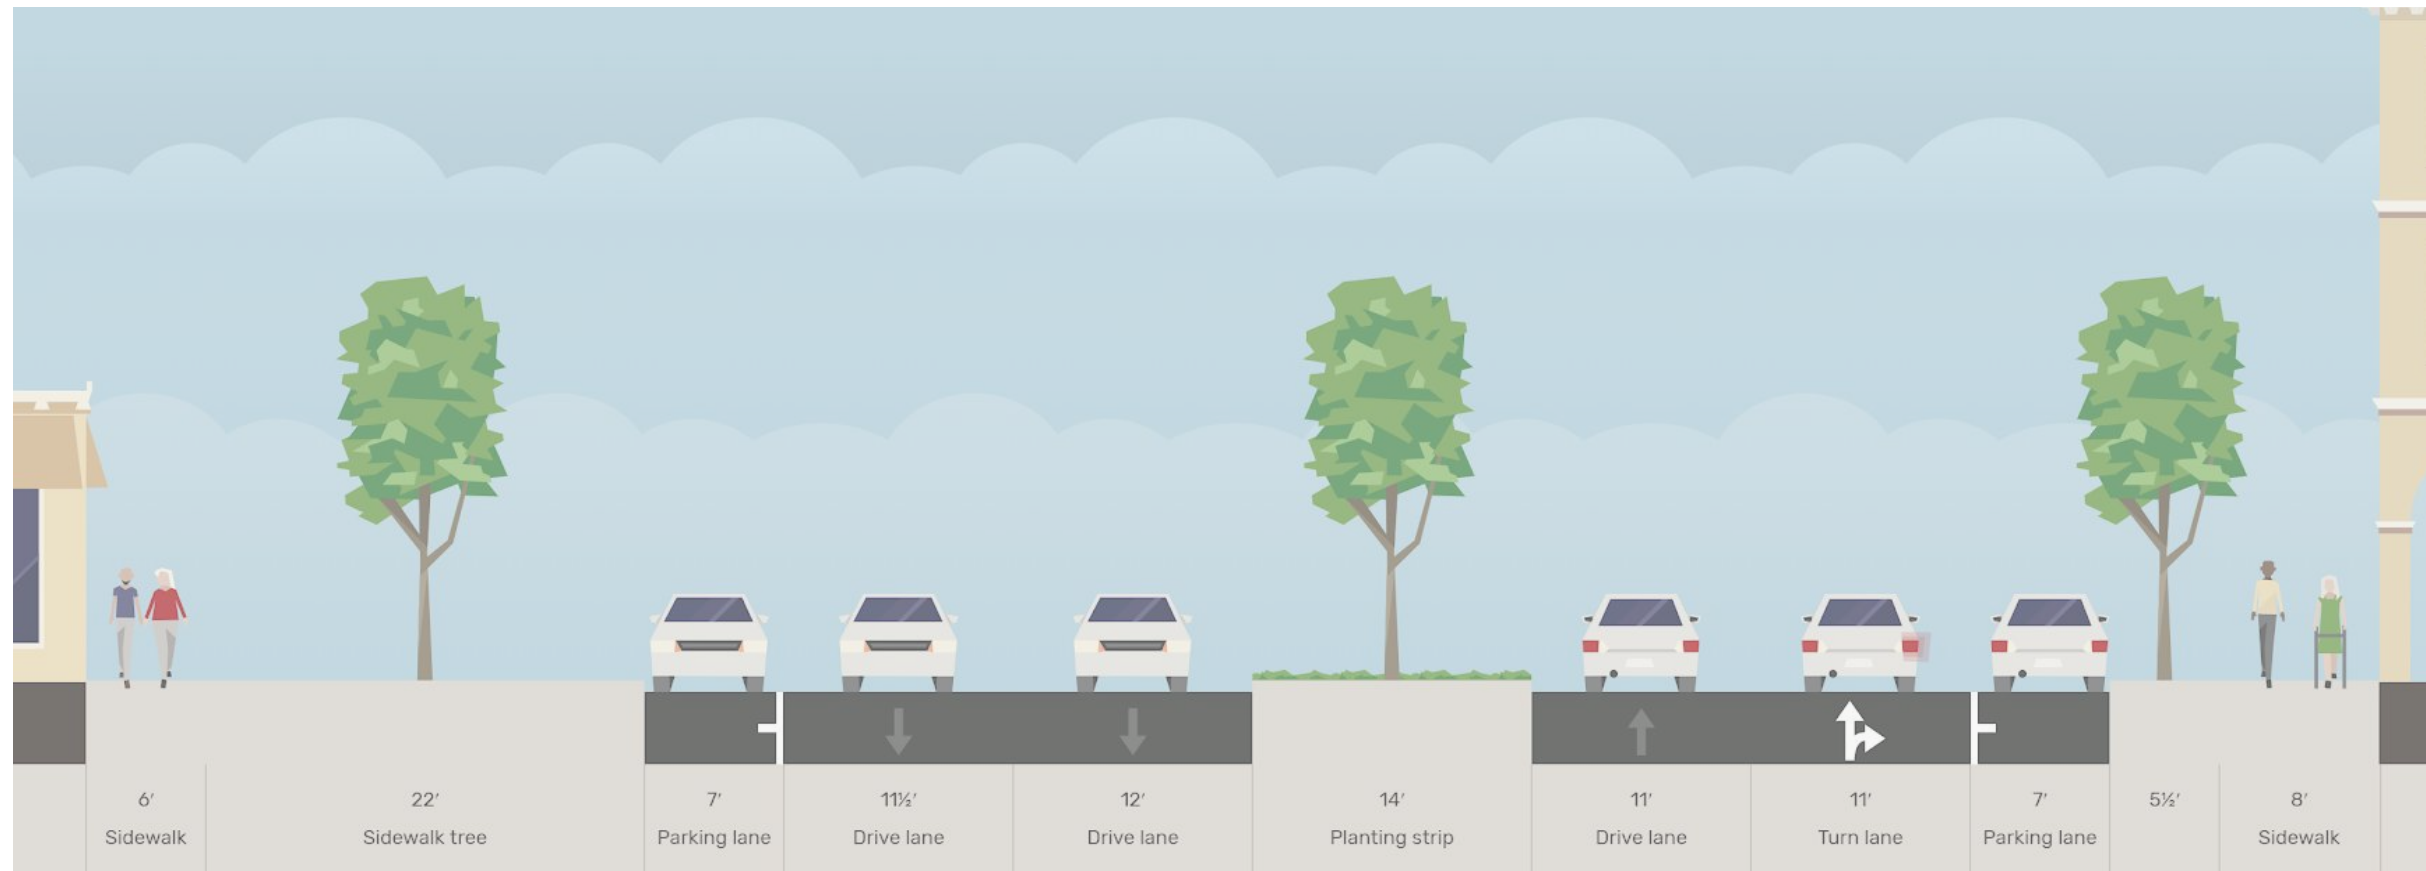 6′ 22′ 7′ 11½′ 12′ 14′ 11′ 11′ 7′ 5½′ 8′
Sidewalk Sidewalk tree Parking lane Drive lane Drive lane Planting strip Drive lane Turn lane Parking lane Sidewalk